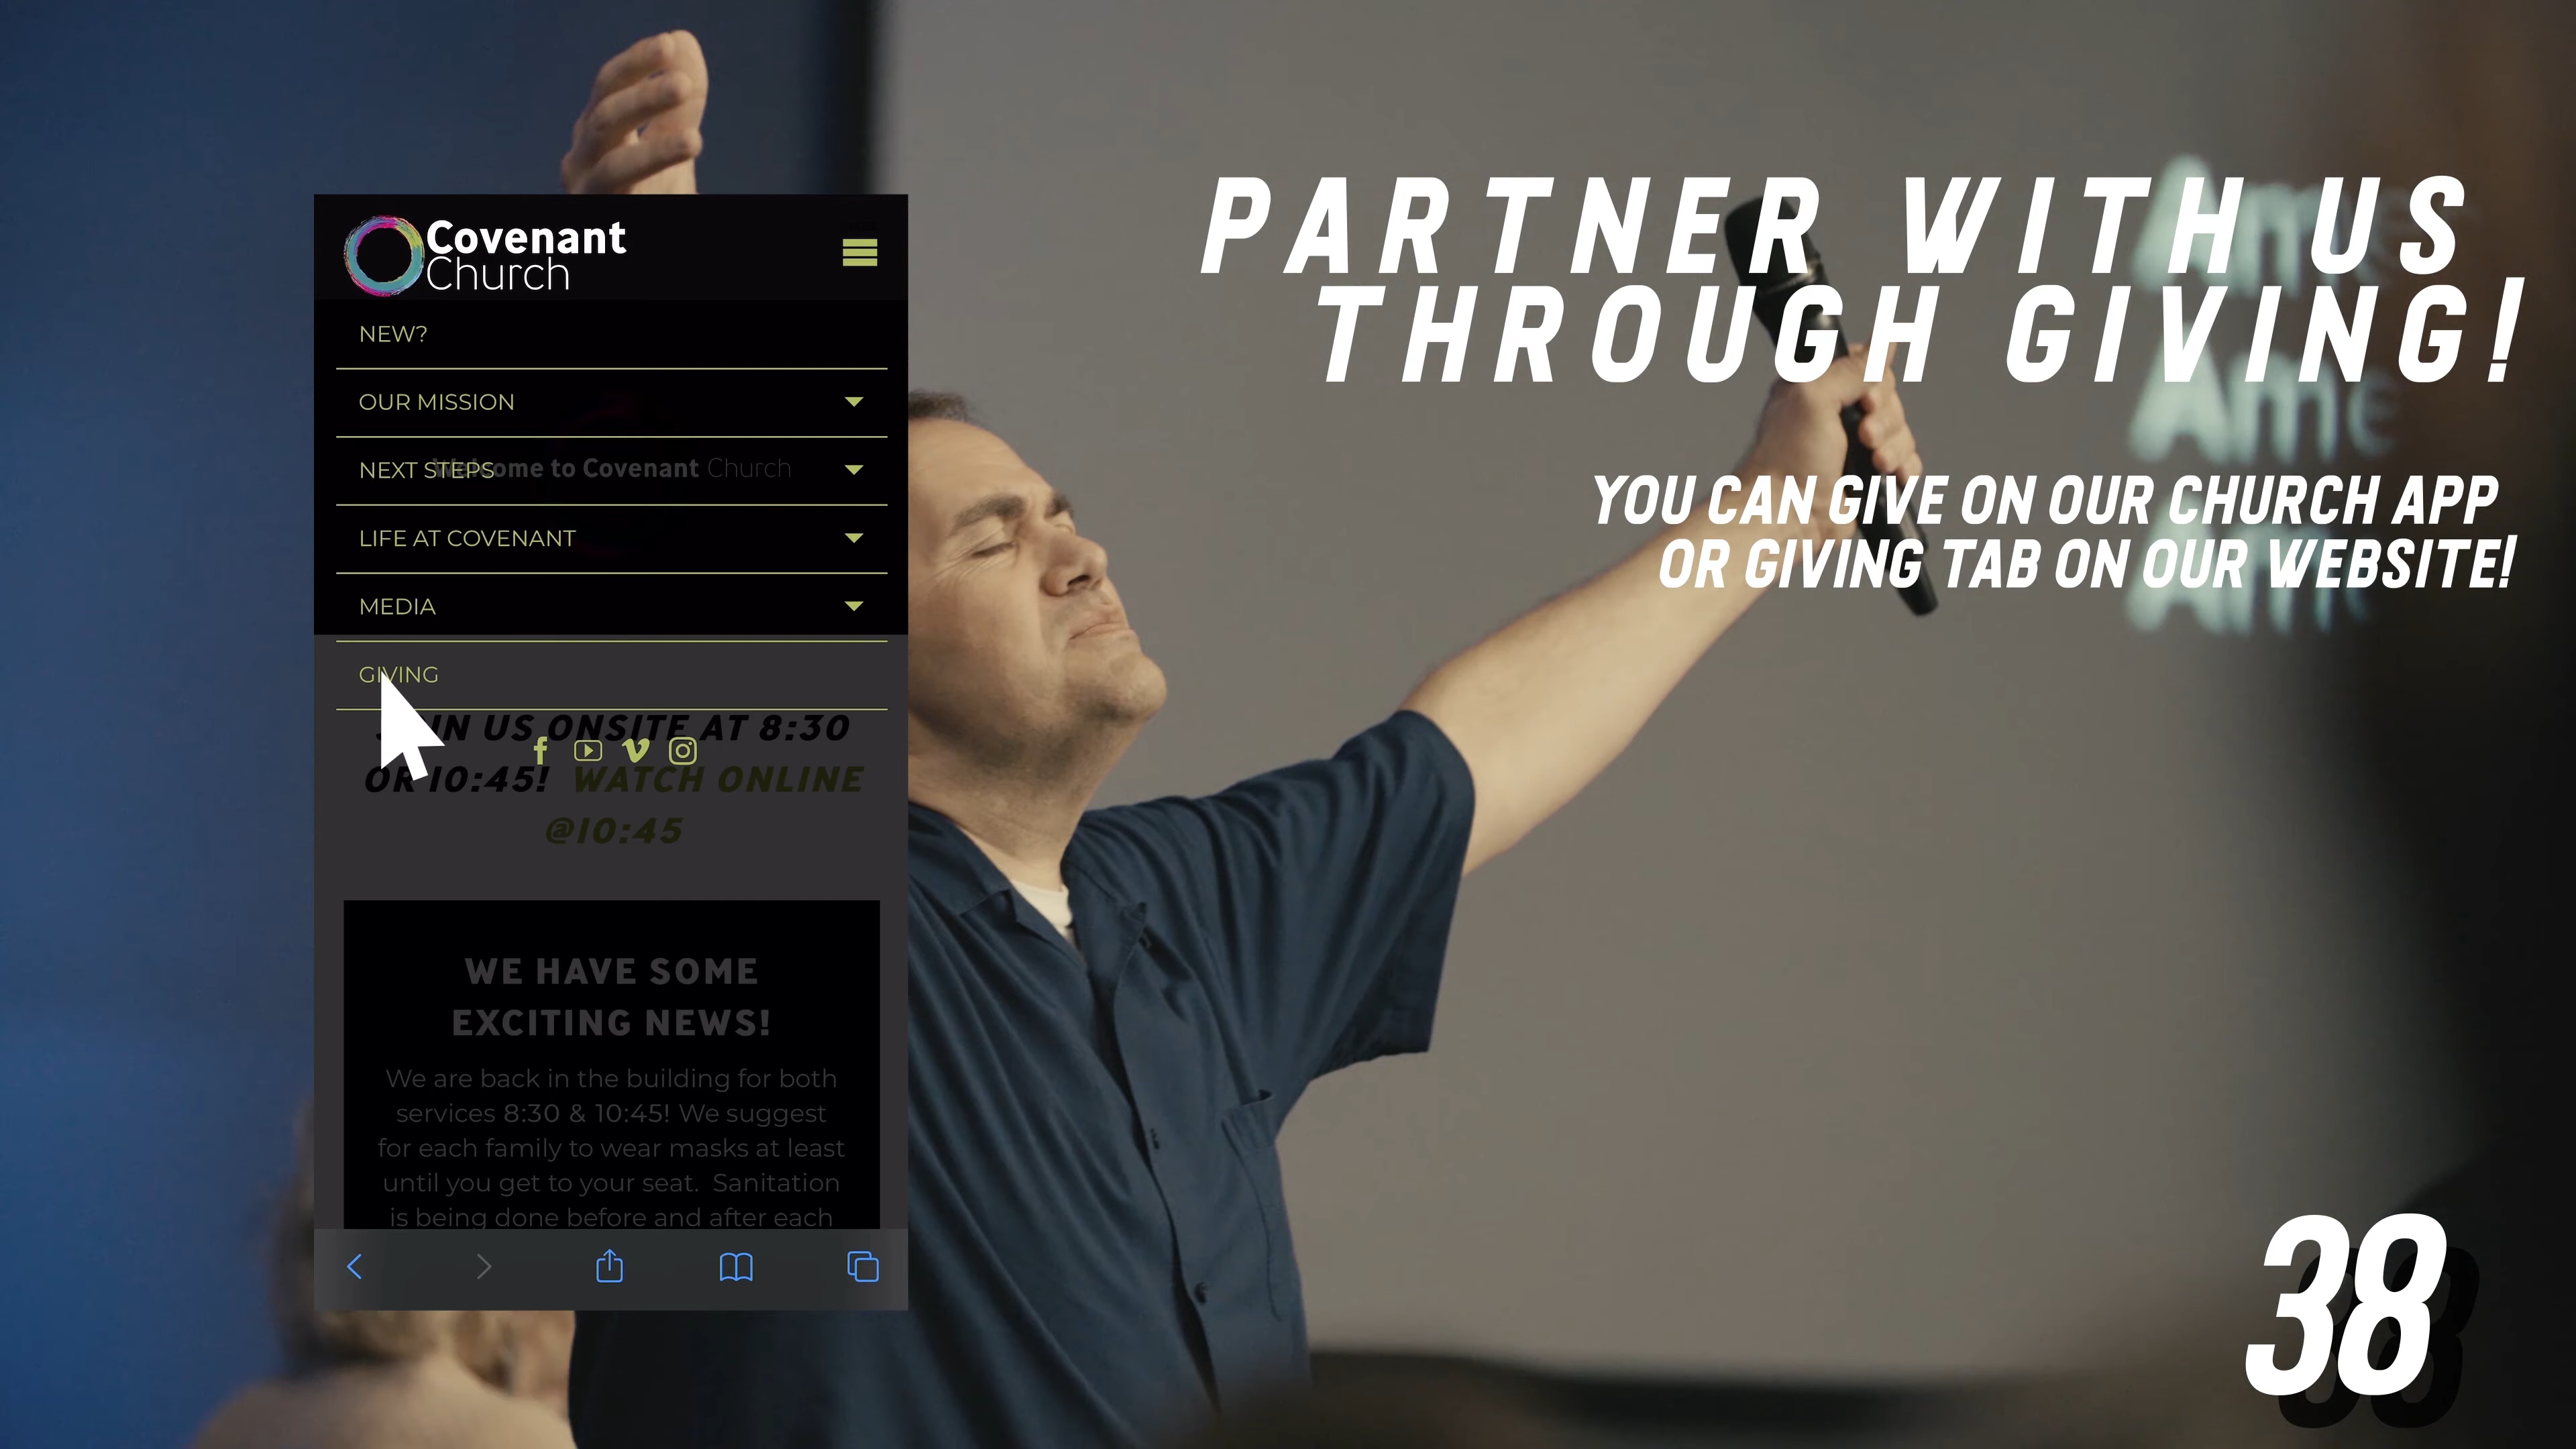 PARTNER WITH US
THROUGH GIVING!
YOU CAN GIVE ON OUR CHURCH APP
OR GIVING TAB ON OUR WEBSITE!
Covenant
Church
NEW?
OUR MISSION
NEXT STEPS
Welcome to Covenant Church
LIFE AT COVENANT
MEDIA
GIVING
IN US ONSITE AT 8:30
OR 10:45! WATCH ONLINE
@10:45
WE HAVE SOME
EXCITING NEWS!
We are back in the building for both
services 8:30 & 10:45! We suggest
for each family to wear masks at least
until you get to your seat. Sanitation
is being done before and after each
38